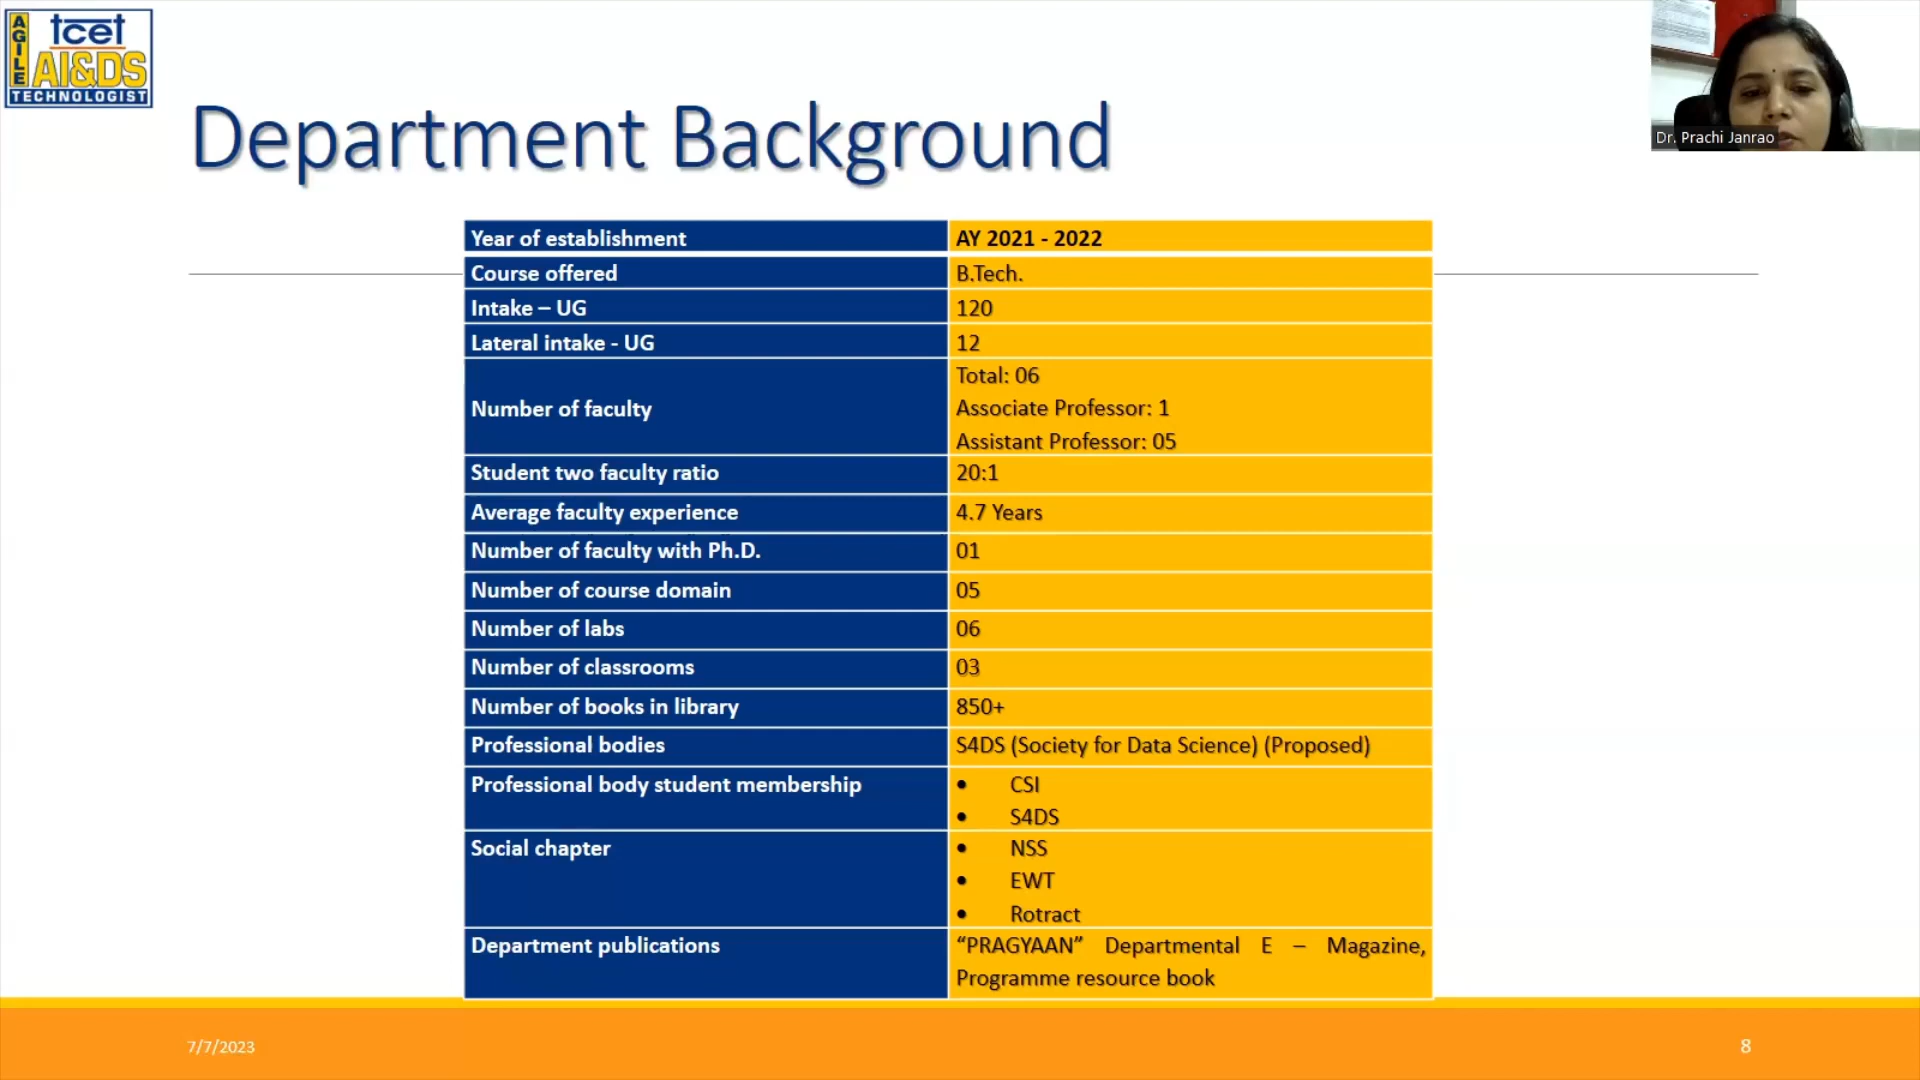 AGILE
tcet
AI&DS
TECHNOLOGIST
Dr. Prachi Janrao
Department Background
Year of establishment AY 2021 - 2022
Course offered B.Tech.
Intake – UG 120
Lateral intake - UG 12
Number of faculty
Total: 06
Associate Professor: 1
Assistant Professor: 05
Student two faculty ratio 20:1
Average faculty experience 4.7 Years
Number of faculty with Ph.D. 01
Number of course domain 05
Number of labs 06
Number of classrooms 03
Number of books in library 850+
Professional bodies S4DS (Society for Data Science) (Proposed)
Professional body student membership • CSI
• S4DS
Social chapter • NSS
• EWT
• Rotract
Department publications “PRAGYAAN” Departmental E – Magazine,
Programme resource book
7/7/2023
8